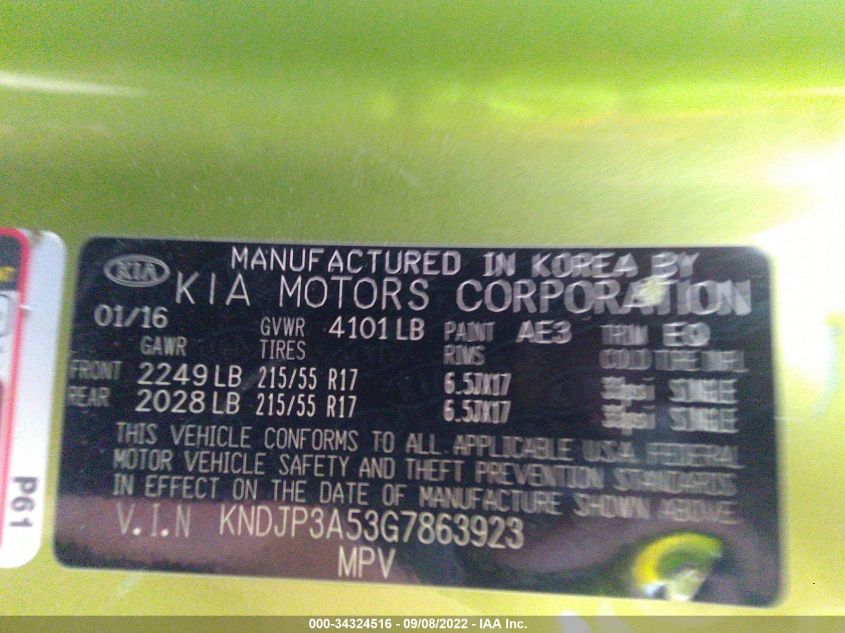 MANUFACTURED IN KOREA BY
KIA KIA MOTORS CORPORATION
01/16 GVWR 4101 LB PAINT AE3 TRIM EQ
GAWR TIRES RIMS COLD TIRE INFL
FRONT 2249 LB 215/55 R17 6.5JX17 SINGLE
REAR 2028 LB 215/55 R17 6.5JX17 SINGLE
THIS VEHICLE CONFORMS TO ALL APPLICABLE U.S.A. FEDERAL
MOTOR VEHICLE SAFETY AND THEFT PREVENTION STANDARDS
IN EFFECT ON THE DATE OF MANUFACTURE SHOWN ABOVE
V.I.N KNDJP3A53G7863923
MPV
P61
000-34324516 - 09/08/2022 - IAA Inc.